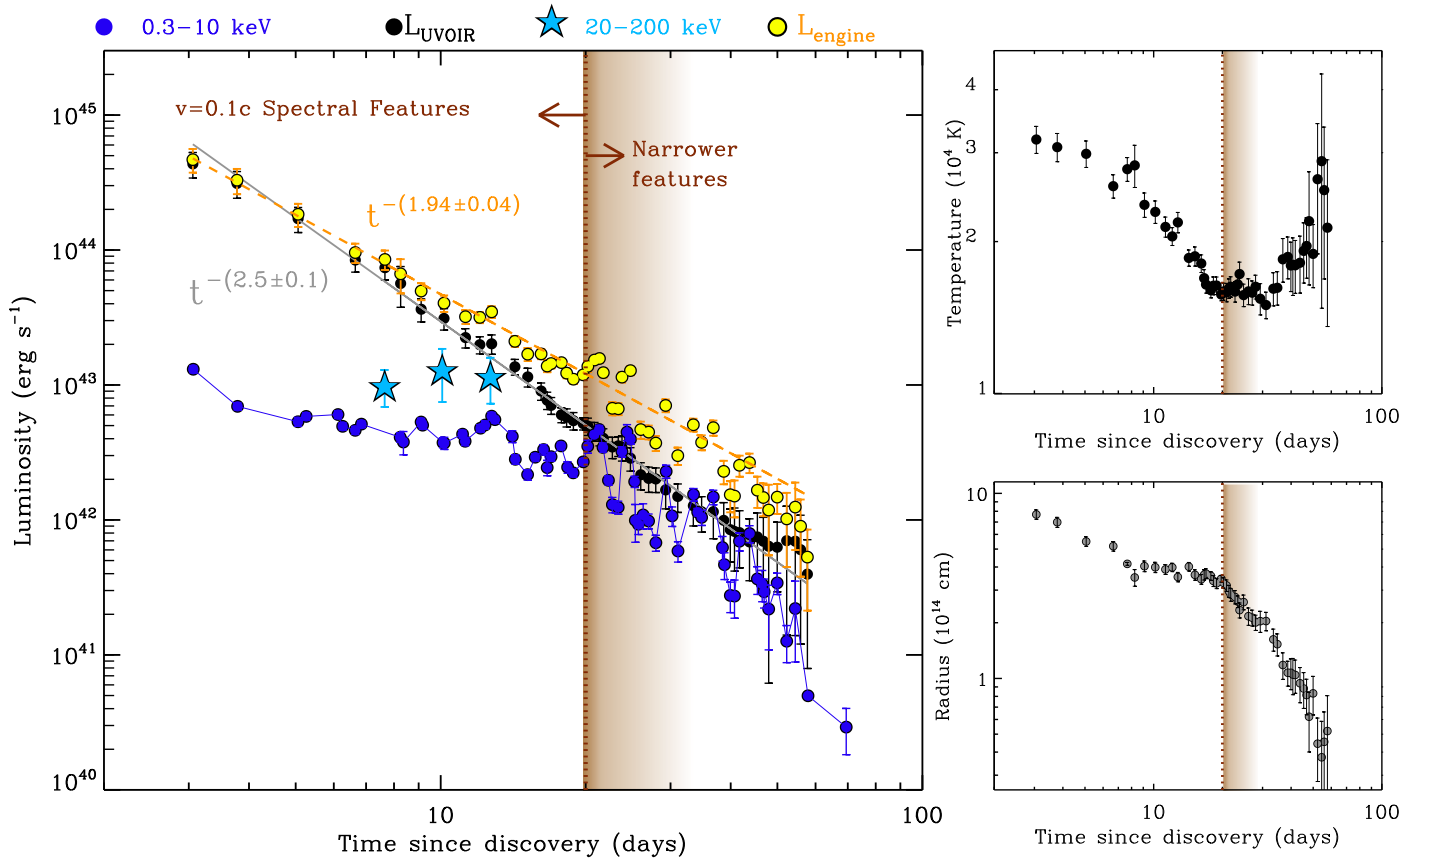 0.3−10 keV L_UVOIR 20−200 keV L_engine
v=0.1c Spectral Features
Narrower
features
t^−(1.94±0.04)
t^−(2.5±0.1)
10^45
10^44
10^43
10^42
10^41
10^40
10 100
Time since discovery (days)
Luminosity (erg s^−1)
4
3
2
1
10 100
Time since discovery (days)
Temperature (10^4 K)
10
1
10 100
Time since discovery (days)
Radius (10^14 cm)